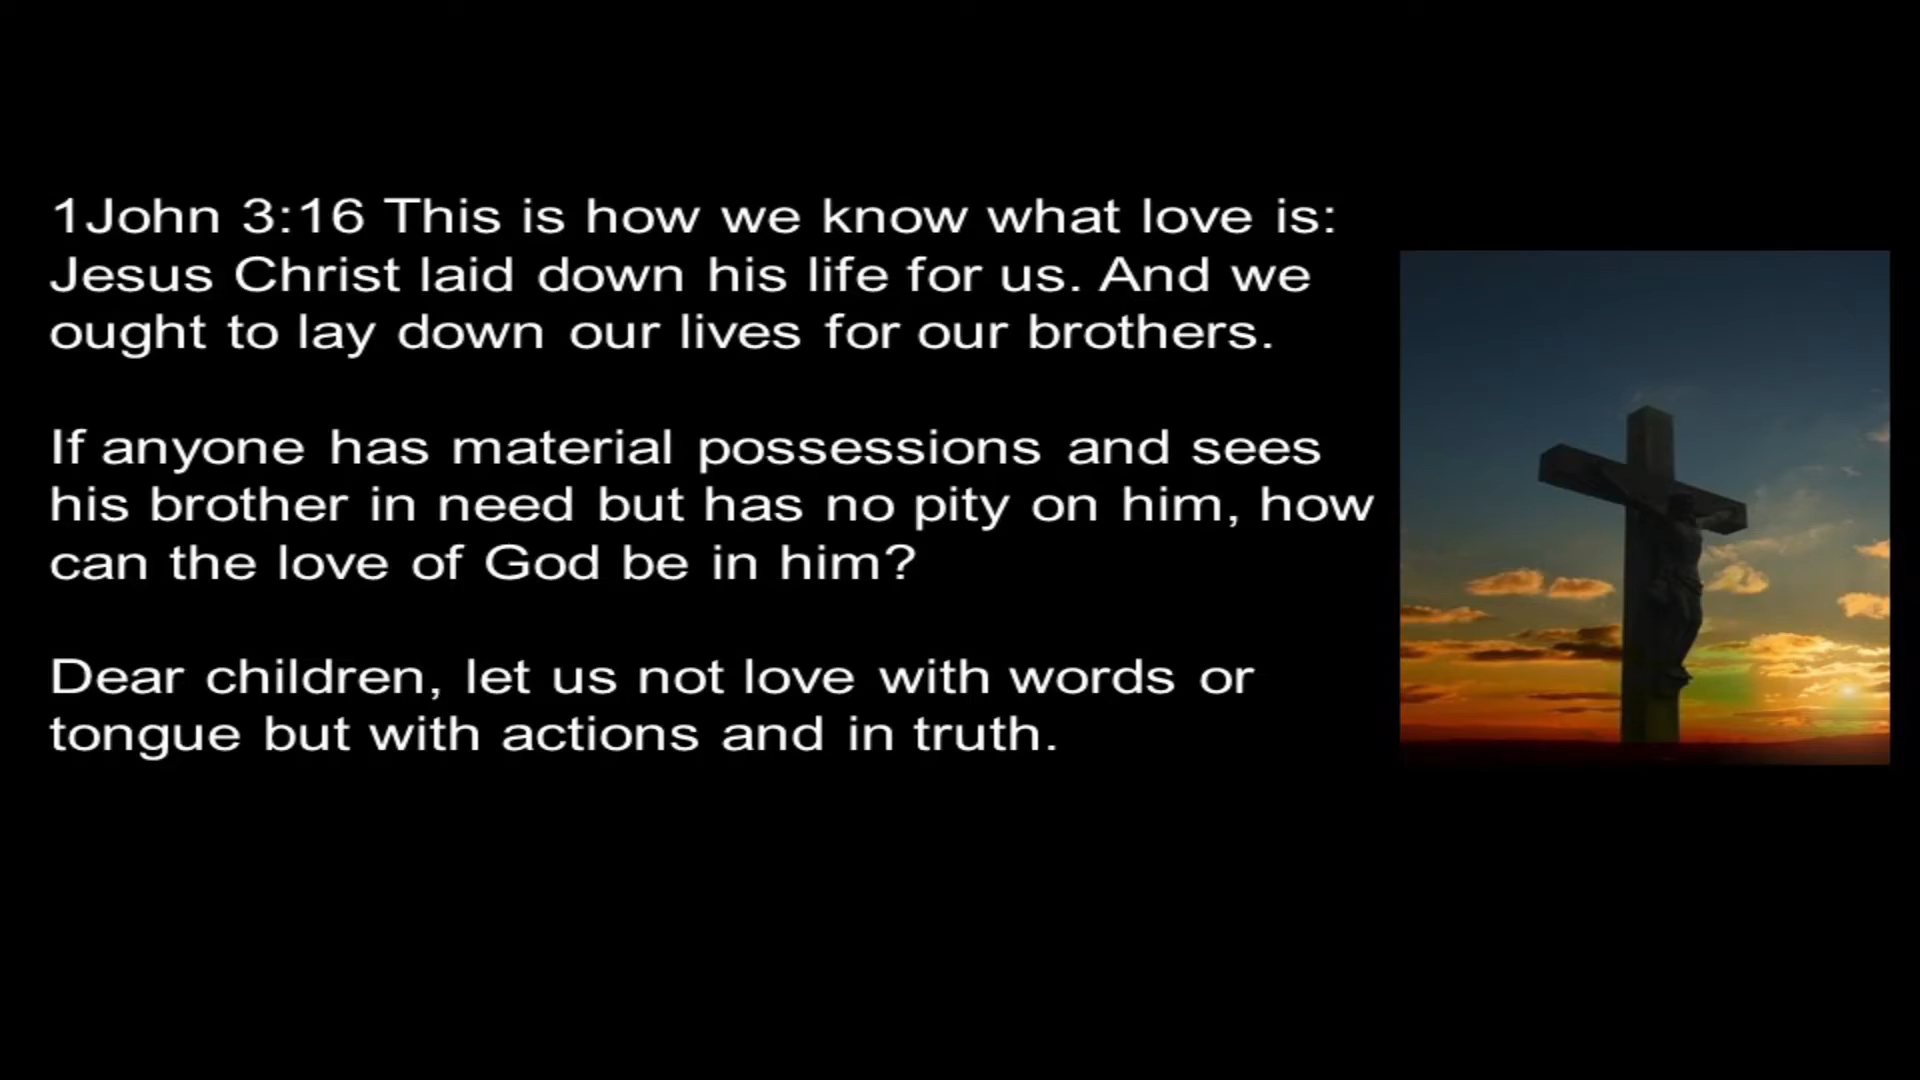 1John 3:16 This is how we know what love is:
Jesus Christ laid down his life for us. And we
ought to lay down our lives for our brothers.
If anyone has material possessions and sees
his brother in need but has no pity on him, how
can the love of God be in him?
Dear children, let us not love with words or
tongue but with actions and in truth.